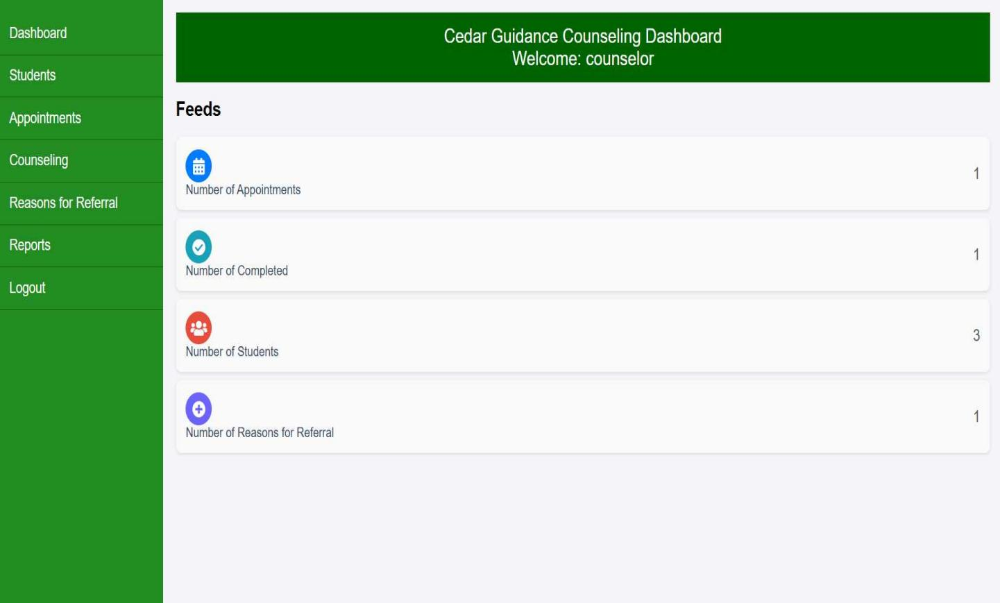 Dashboard
Students
Appointments
Counseling
Reasons for Referral
Reports
Logout
Cedar Guidance Counseling Dashboard
Welcome: counselor
Feeds
Number of Appointments
1
Number of Completed
1
Number of Students
3
Number of Reasons for Referral
1